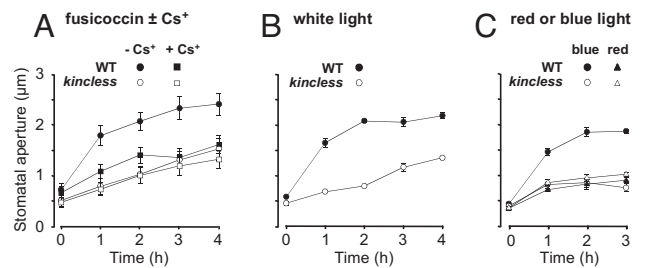 A fusicoccin ± Cs⁺
- Cs⁺ + Cs⁺
WT
kincless
Stomatal aperture (μm)
3
2
1
0
0 1 2 3 4
Time (h)
B white light
WT
kincless
0 1 2 3 4
Time (h)
C red or blue light
blue red
WT
kincless
0 1 2 3
Time (h)